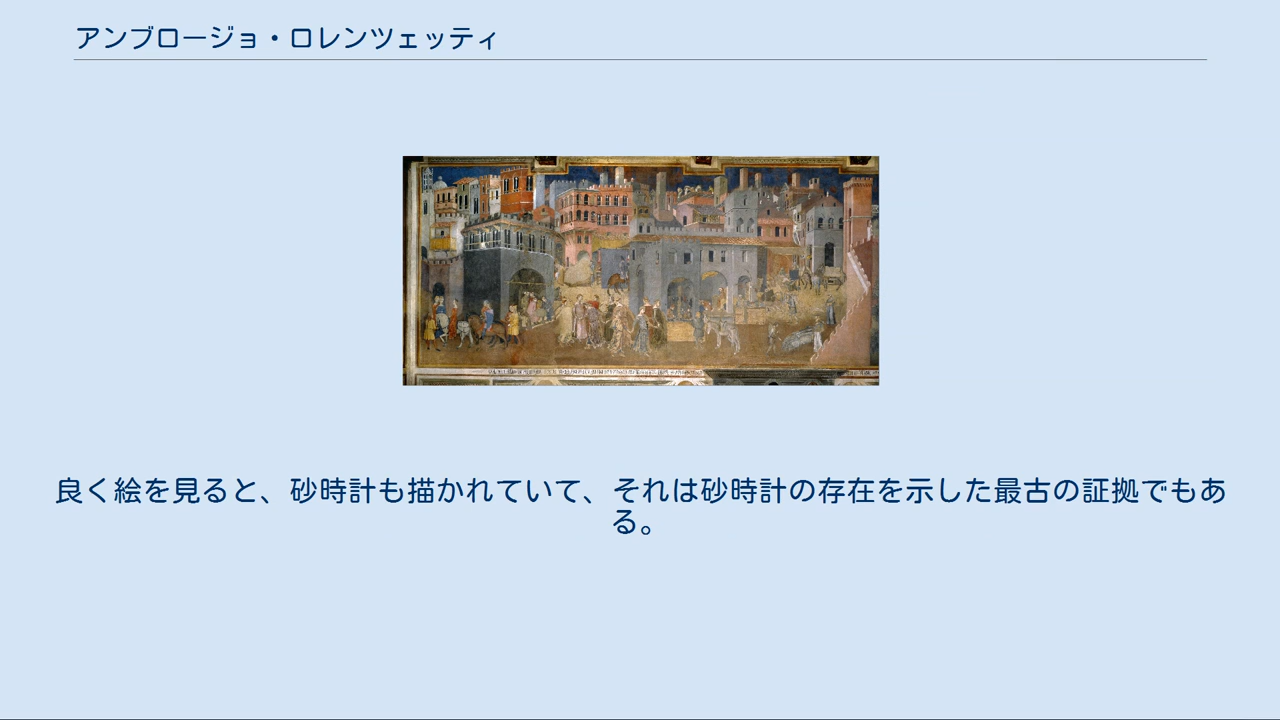 アンブロージョ・ロレンツェッティ
良く絵を見ると、砂時計も描かれていて、それは砂時計の存在を示した最古の証拠でもあ
る。